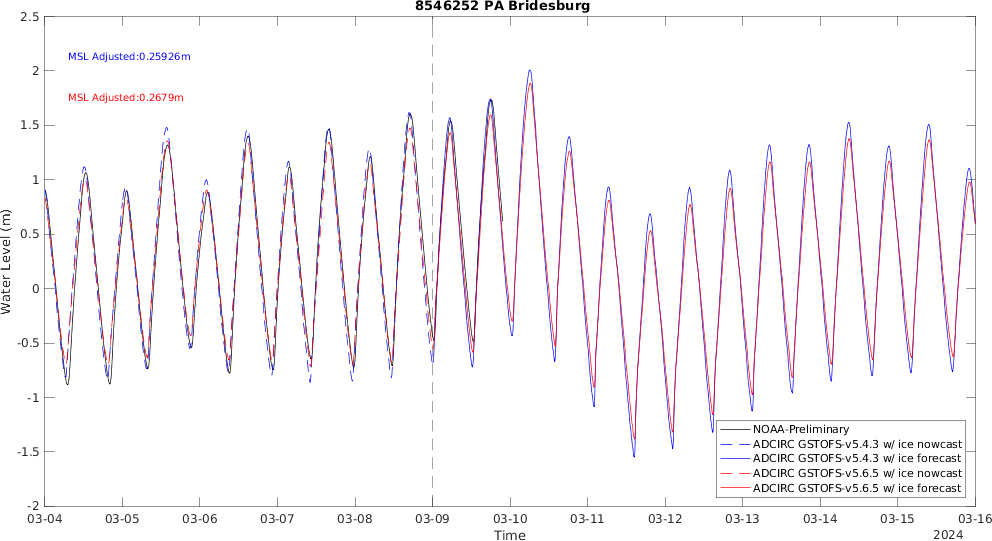 8546252 PA Bridesburg
MSL Adjusted:0.25926m
MSL Adjusted:0.2679m
Water Level (m)
2.5
2
1.5
1
0.5
0
-0.5
-1
-1.5
-2
NOAA-Preliminary
ADCIRC GSTOFS-v5.4.3 w/ ice nowcast
ADCIRC GSTOFS-v5.4.3 w/ ice forecast
ADCIRC GSTOFS-v5.6.5 w/ ice nowcast
ADCIRC GSTOFS-v5.6.5 w/ ice forecast
03-04 03-05 03-06 03-07 03-08 03-09 03-10 03-11 03-12 03-13 03-14 03-15 03-16
Time
2024